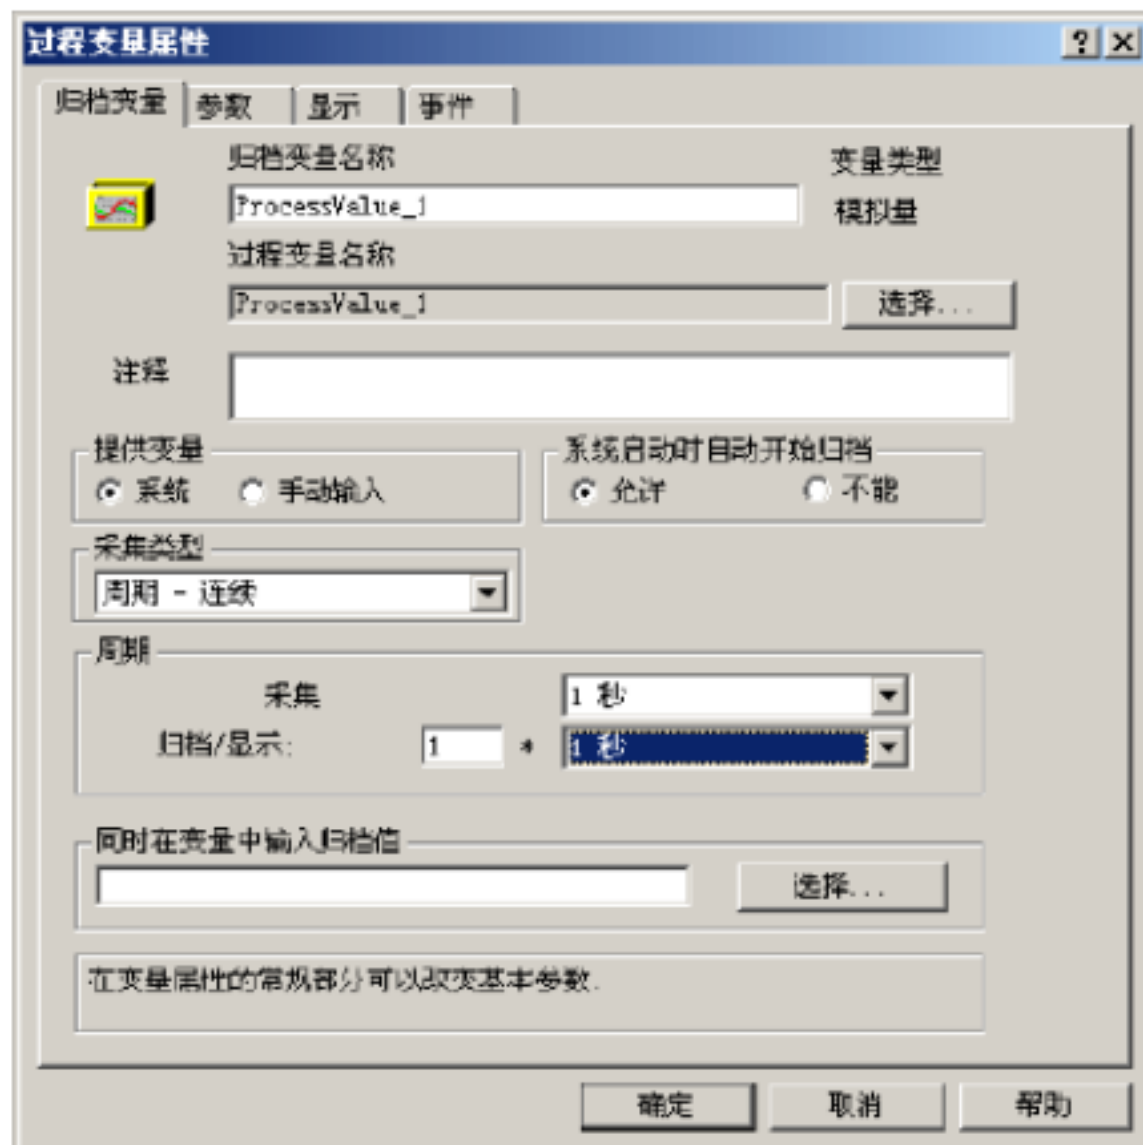 过程变量属性
归档变量 参数 显示 事件
归档变量名称 变量类型
ProcessValue_1 模拟量
过程变量名称
ProcessValue_1 选择...
注释
提供变量 系统启动时自动开始归档
系统 手动输入 允许 不能
采集类型
周期 - 连续
周期
采集 1 秒
归档/显示: 1 * 1 秒
同时在变量中输入归档值
选择...
在变量属性的常规部分可以改变基本参数.
确定 取消 帮助